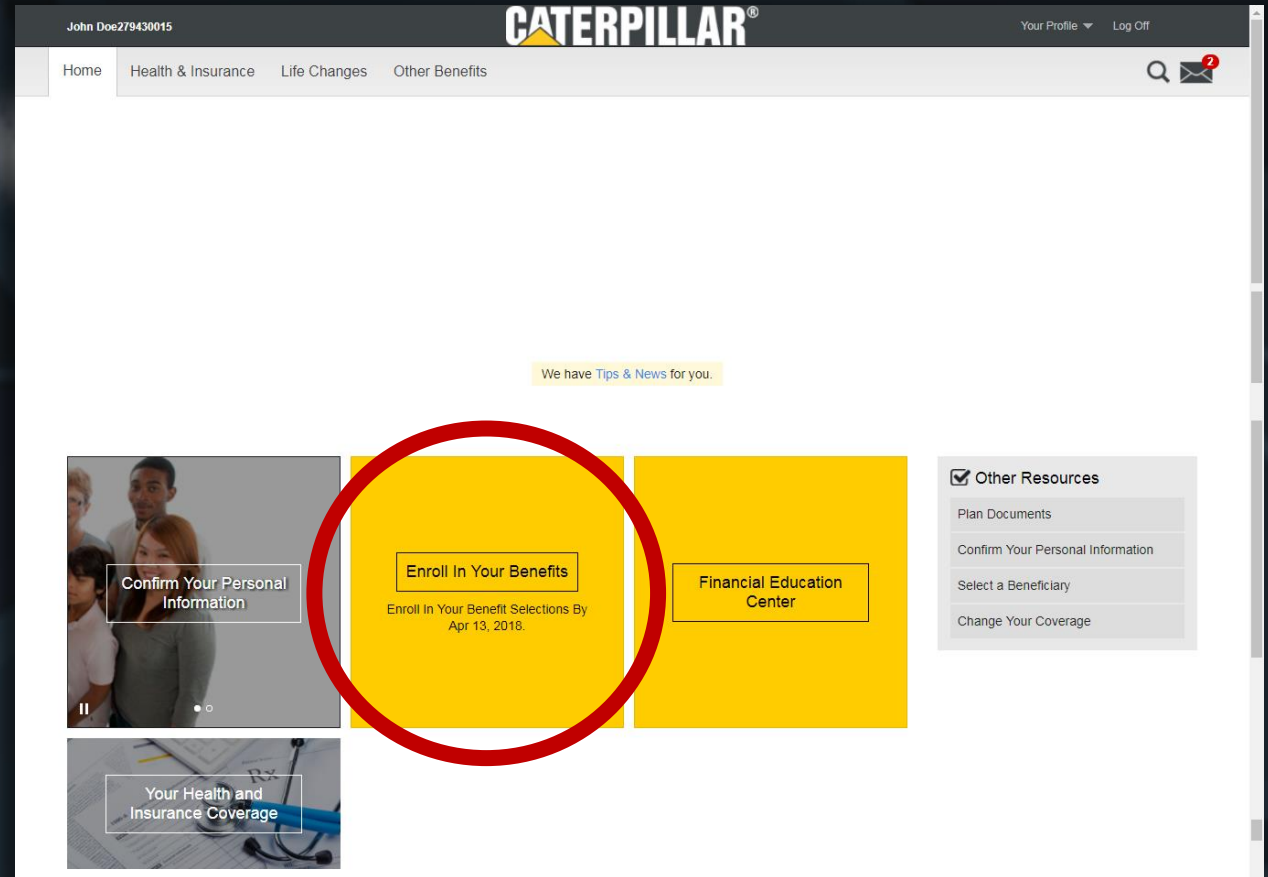 John Doe279430015
CATERPILLAR®
Your Profile
Log Off
Home
Health & Insurance
Life Changes
Other Benefits
2
We have Tips & News for you.
Confirm Your Personal
Information
Enroll In Your Benefits
Enroll In Your Benefit Selections By
Apr 13, 2018.
Financial Education
Center
Other Resources
Plan Documents
Confirm Your Personal Information
Select a Beneficiary
Change Your Coverage
Rx
Your Health and
Insurance Coverage